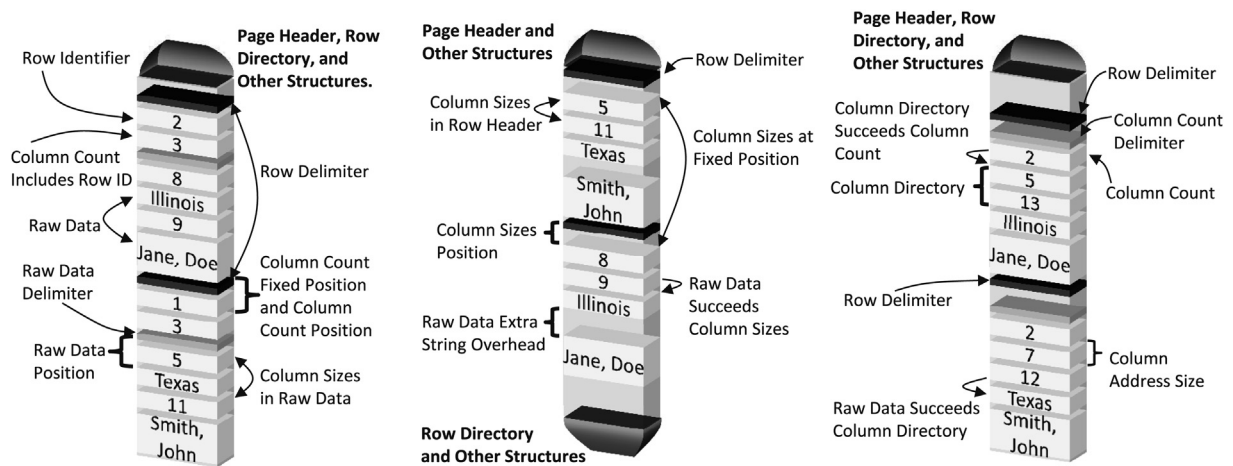 Page Header, Row
Directory, and
Other Structures.
Row Identifier
2
3
Column Count
Includes Row ID
8
Illinois
9
Raw Data
Jane, Doe
Row Delimiter
Raw Data
Delimiter
Column Count
Fixed Position
and Column
Count Position
1
3
Raw Data
Position
5
Texas
11
Smith,
John
Column Sizes
in Raw Data
Page Header and
Other Structures
Row Delimiter
Column Sizes
in Row Header
5
11
Texas
Smith,
John
Column Sizes at
Fixed Position
Column Sizes
Position
8
9
Illinois
Raw Data
Succeeds
Column Sizes
Raw Data Extra
String Overhead
Jane, Doe
Row Directory
and Other Structures
Page Header, Row
Directory, and
Other Structures
Row Delimiter
Column Directory
Succeeds Column
Count
Column Count
Delimiter
2
5
13
Column Directory
Column Count
Illinois
Jane, Doe
Row Delimiter
2
7
12
Column
Address Size
Texas
Smith,
John
Raw Data Succeeds
Column Directory